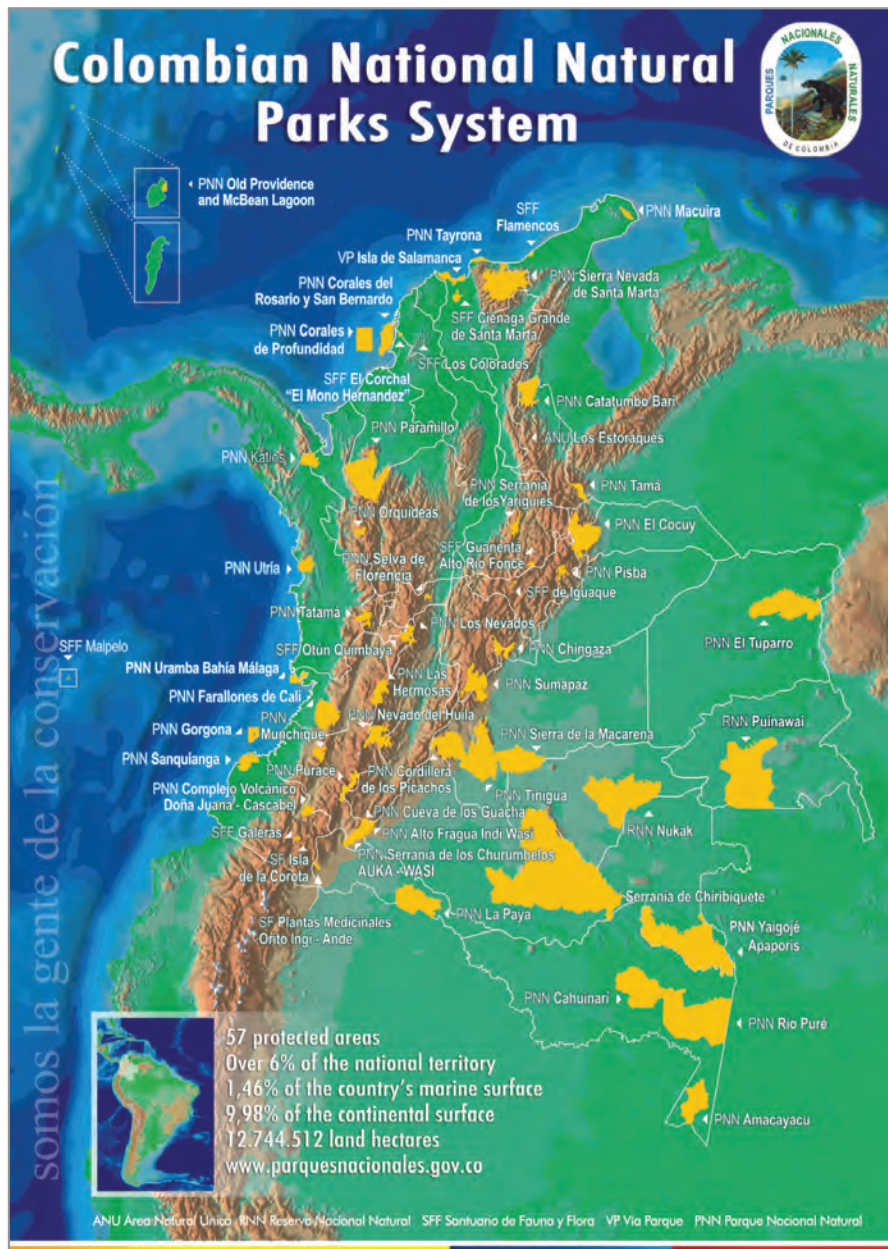 Colombian National Natural
Parks System
PARQUES
NACIONALES
NATURALES
DE COLOMBIA
PNN Old Providence
and McBean Lagoon
SFF
Flamencos
PNN Macuira
PNN Tayrona
VP Isla de Salamanca
PNN Sierra Nevada
de Santa Marta
PNN Corales del
Rosario y San Bernardo
SFF Ciénaga Grande
de Santa Marta
PNN Corales
de Profundidad
SFF Los Colorados
SFF El Corchal
"El Mono Hernandez"
PNN Catatumbo Bari
PNN Paramillo
ANU Los Estoraques
PNN Katíos
PNN Serranía
de los Yariguíes
PNN Tamá
PNN Orquídeas
PNN El Cocuy
SFF Guanentá
Alto Río Fonce
PNN Selva de
Florencia
PNN Utría
PNN Pisba
SFF de Iguaque
PNN Tatamá
PNN Los Nevados
PNN El Tuparro
SFF Otún Quimbaya
PNN Chingaza
SFF Malpelo
PNN Uramba Bahía Málaga
PNN Las
Hermosas
PNN Sumapaz
PNN Farallones de Cali
PNN
Munchique
PNN Nevado del Huila
RNN Puinawai
PNN Gorgona
PNN Sierra de la Macarena
PNN Sanquianga
PNN Puracé
PNN Cordillera
de los Picachos
PNN Complejo Volcánico
Doña Juana - Cascabel
PNN Tinigua
PNN Cueva de los Guacha
RNN Nukak
SFF Galeras
PNN Alto Fragua Indi Wasi
SF Isla
de la Corota
PNN Serranía de los Churumbelos
AUKA - WASI
Serranía de Chiribiquete
SF Plantas Medicinales
Orito Ingi - Ande
PNN La Paya
PNN Yaigojé
Apaporis
PNN Cahuinarí
PNN Río Puré
PNN Amacayacu
somos la gente de la conservación
57 protected areas
Over 6% of the national territory
1,46% of the country's marine surface
9,98% of the continental surface
12.744.512 land hectares
www.parquesnacionales.gov.co
ANU Área Natural Unica RNN Reserva Nacional Natural SFF Santuario de Fauna y Flora VP Via Parque PNN Parque Nacional Natural